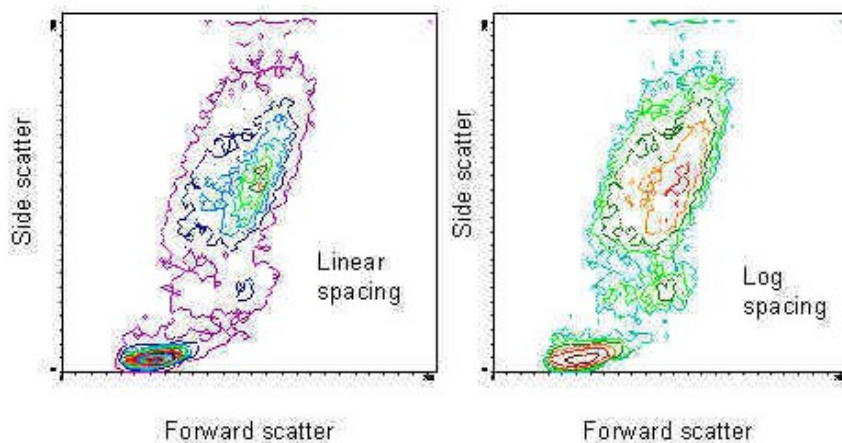 Side scatter
Linear
spacing
Forward scatter
Side scatter
Log
spacing
Forward scatter